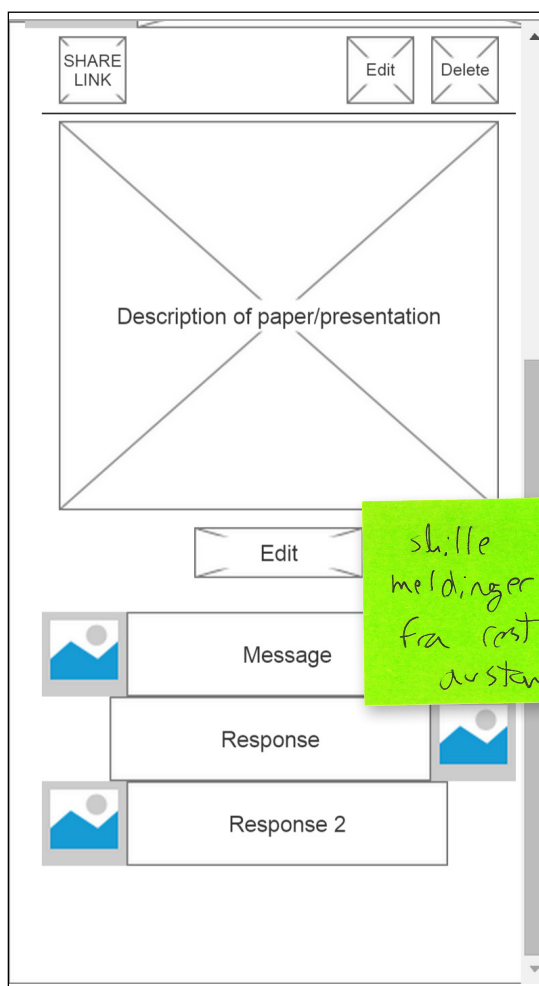 SHARE
LINK
Edit
Delete
Description of paper/presentation
Edit
skille
meldinger
fra rest
Message
Response
Response 2